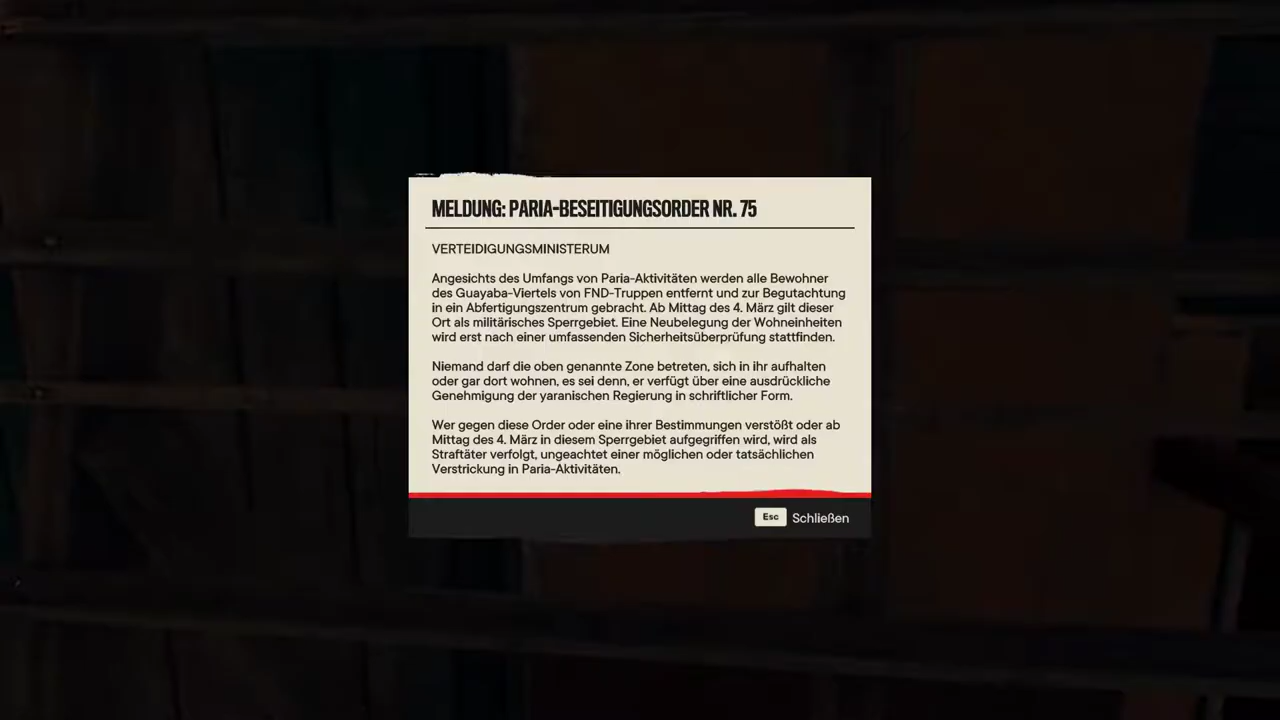 MELDUNG: PARIA-BESEITIGUNGSORDER NR. 75
VERTEIDIGUNGSMINISTERUM
Angesichts des Umfangs von Paria-Aktivitäten werden alle Bewohner
des Guayaba-Viertels von FND-Truppen entfernt und zur Begutachtung
in ein Abfertigungszentrum gebracht. Ab Mittag des 4. März gilt dieser
Ort als militärisches Sperrgebiet. Eine Neubelegung der Wohneinheiten
wird erst nach einer umfassenden Sicherheitsüberprüfung stattfinden.
Niemand darf die oben genannte Zone betreten, sich in ihr aufhalten
oder gar dort wohnen, es sei denn, er verfügt über eine ausdrückliche
Genehmigung der yaranischen Regierung in schriftlicher Form.
Wer gegen diese Order oder eine ihrer Bestimmungen verstößt oder ab
Mittag des 4. März in diesem Sperrgebiet aufgegriffen wird, wird als
Straftäter verfolgt, ungeachtet einer möglichen oder tatsächlichen
Verstrickung in Paria-Aktivitäten.
Esc Schließen